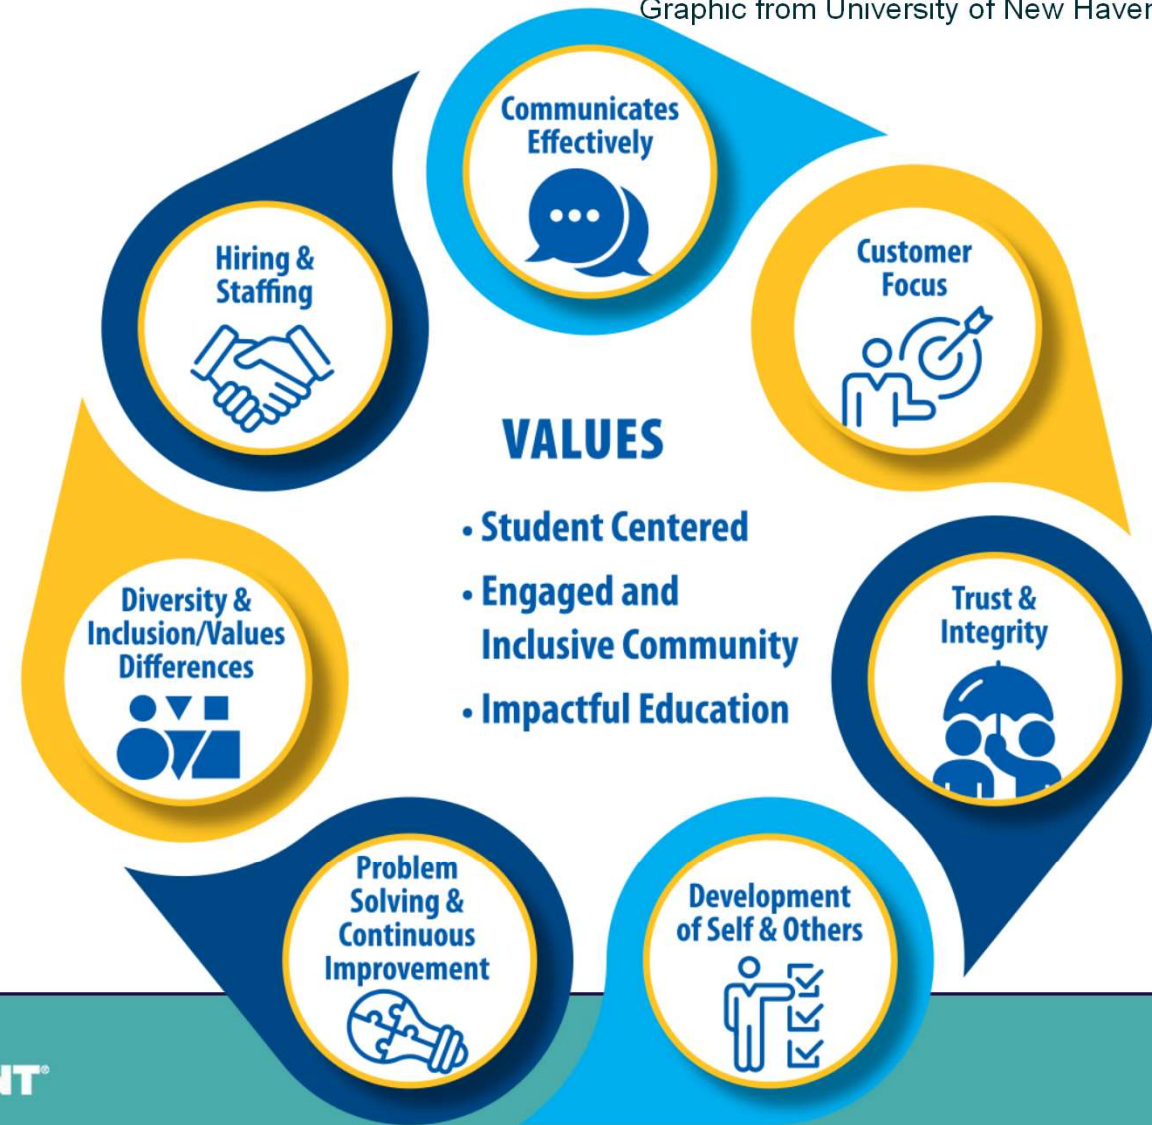 Graphic from University of New Haven
Communicates
Effectively
Customer
Focus
Hiring &
Staffing
VALUES
• Student Centered
• Engaged and
Inclusive Community
• Impactful Education
Trust &
Integrity
Diversity &
Inclusion/Values
Differences
Problem
Solving &
Continuous
Improvement
Development
of Self & Others
NT®